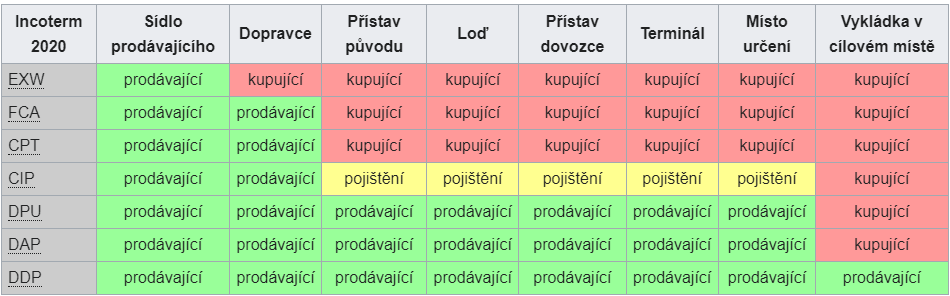 Incoterm 2020 Sídlo prodávajícího Dopravce Přístav původu Loď Přístav dovozce Terminál Místo určení Vykládka v cílovém místě
EXW prodávající kupující kupující kupující kupující kupující kupující kupující
FCA prodávající prodávající kupující kupující kupující kupující kupující kupující
CPT prodávající prodávající kupující kupující kupující kupující kupující kupující
CIP prodávající prodávající pojištění pojištění pojištění pojištění pojištění kupující
DPU prodávající prodávající prodávající prodávající prodávající prodávající prodávající kupující
DAP prodávající prodávající prodávající prodávající prodávající prodávající prodávající kupující
DDP prodávající prodávající prodávající prodávající prodávající prodávající prodávající prodávající